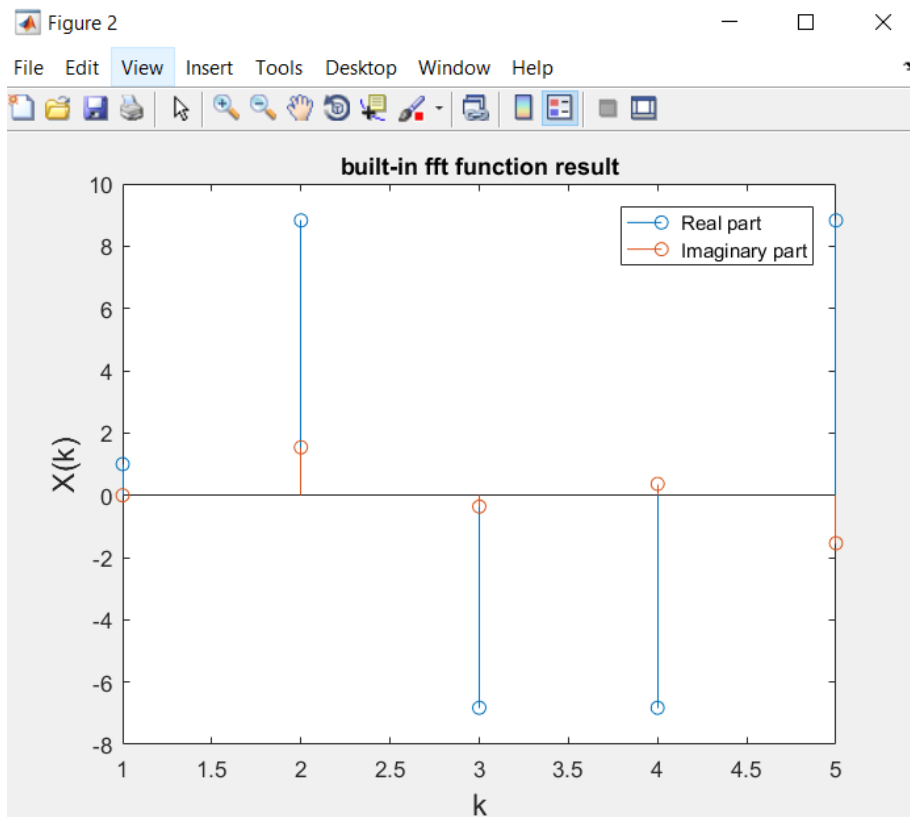 Figure 2
File Edit View Insert Tools Desktop Window Help
built-in fft function result
Real part
Imaginary part
10
8
6
4
2
0
-2
-4
-6
-8
X(k)
1 1.5 2 2.5 3 3.5 4 4.5 5
k